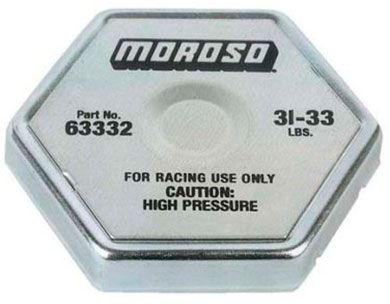 MOROSO
Part No.
63332
31-33
LBS.
FOR RACING USE ONLY
CAUTION:
HIGH PRESSURE